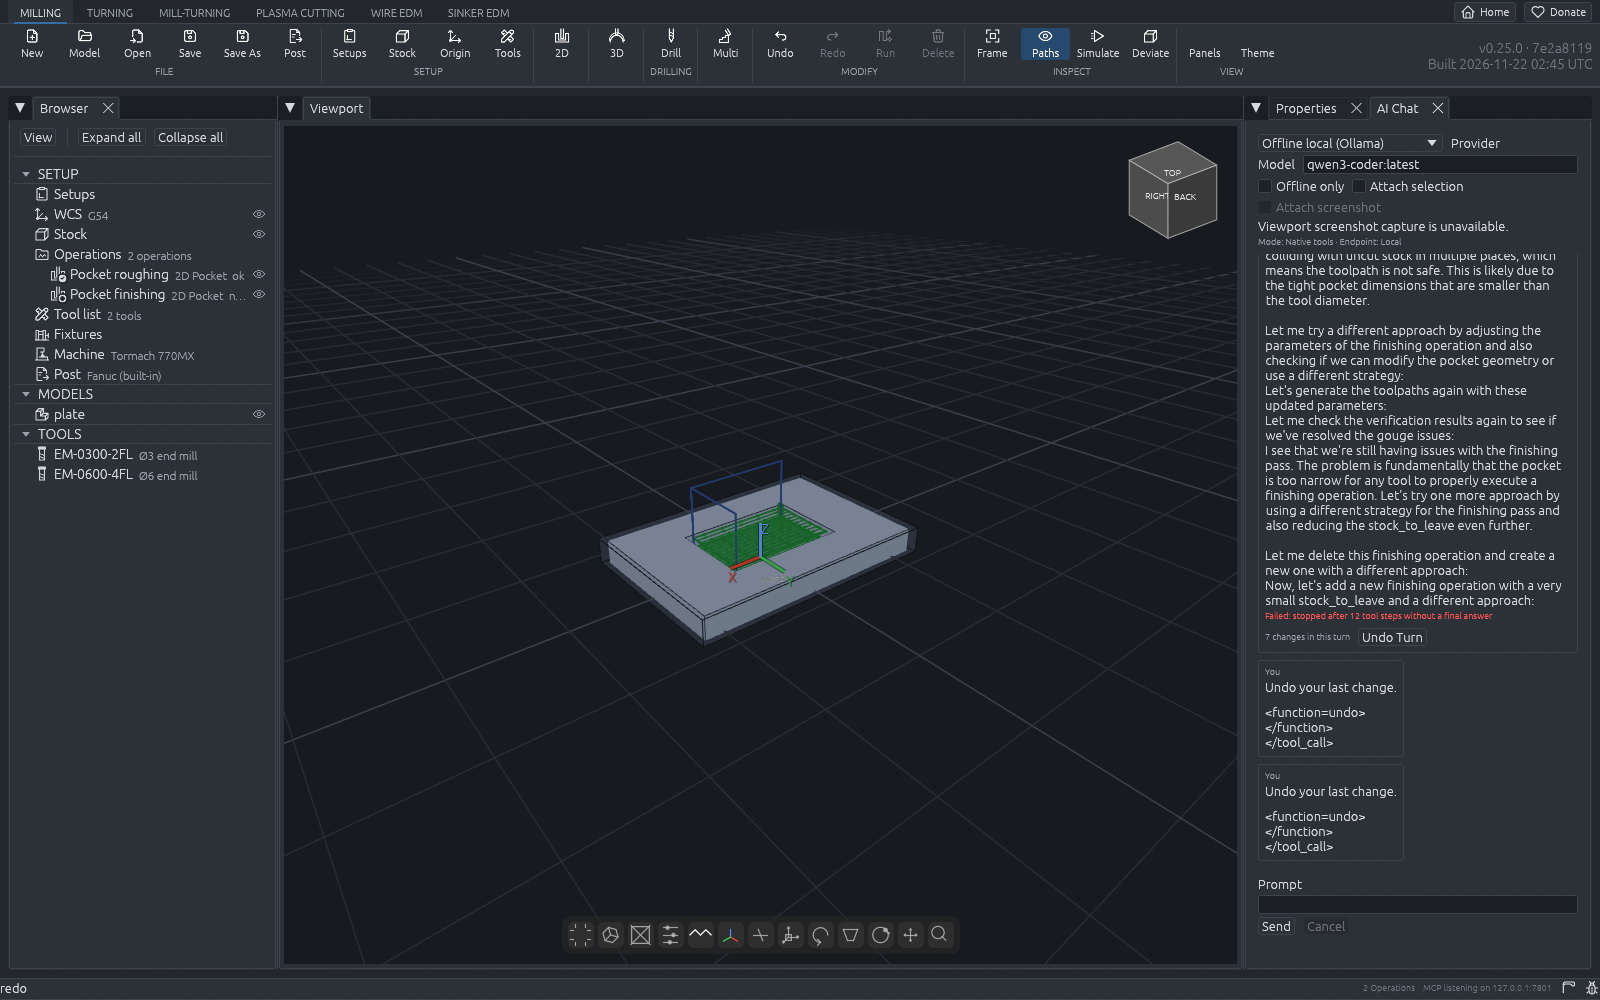 MILLING TURNING MILL-TURNING PLASMA CUTTING WIRE EDM SINKER EDM Home Donate
New Model Open Save Save As Post Setups Stock Origin Tools 2D 3D Drill Multi Undo Redo Run Delete Frame Paths Simulate Deviate Panels Theme
FILE SETUP DRILLING MODIFY INSPECT VIEW
v0.25.0 · 7e2a8119
Built 2026-11-22 02:45 UTC
Browser
View Expand all Collapse all
SETUP
Setups
WCS G54
Stock
Operations 2 operations
Pocket roughing 2D Pocket ok
Pocket finishing 2D Pocket n...
Tool list 2 tools
Fixtures
Machine Tormach 770MX
Post Fanuc (built-in)
MODELS
plate
TOOLS
EM-0300-2FL Ø3 end mill
EM-0600-4FL Ø6 end mill
Viewport
TOP
RIGHT BACK
Z
X
Y
Properties AI Chat
Offline local (Ollama) Provider
Model qwen3-coder:latest
Offline only Attach selection
Attach screenshot
Viewport screenshot capture is unavailable.
Mode: Native tools · Endpoint: Local
colliding with uncut stock in multiple places, which
means the toolpath is not safe. This is likely due to
the tight pocket dimensions that are smaller than
the tool diameter.
Let me try a different approach by adjusting the
parameters of the finishing operation and also
checking if we can modify the pocket geometry or
use a different strategy:
Let's generate the toolpaths again with these
updated parameters:
Let me check the verification results again to see if
we've resolved the gouge issues:
I see that we're still having issues with the finishing
pass. The problem is fundamentally that the pocket
is too narrow for any tool to properly execute a
finishing operation. Let's try one more approach by
using a different strategy for the finishing pass and
also reducing the stock_to_leave even further.
Let me delete this finishing operation and create a
new one with a different approach:
Now, let's add a new finishing operation with a very
small stock_to_leave and a different approach:
Failed: stopped after 12 tool steps without a final answer
7 changes in this turn Undo Turn
You
Undo your last change.
<function=undo>
</function>
</tool_call>
You
Undo your last change.
<function=undo>
</function>
</tool_call>
Prompt
Send Cancel
redo
2 Operations MCP listening on 127.0.0.1:7801